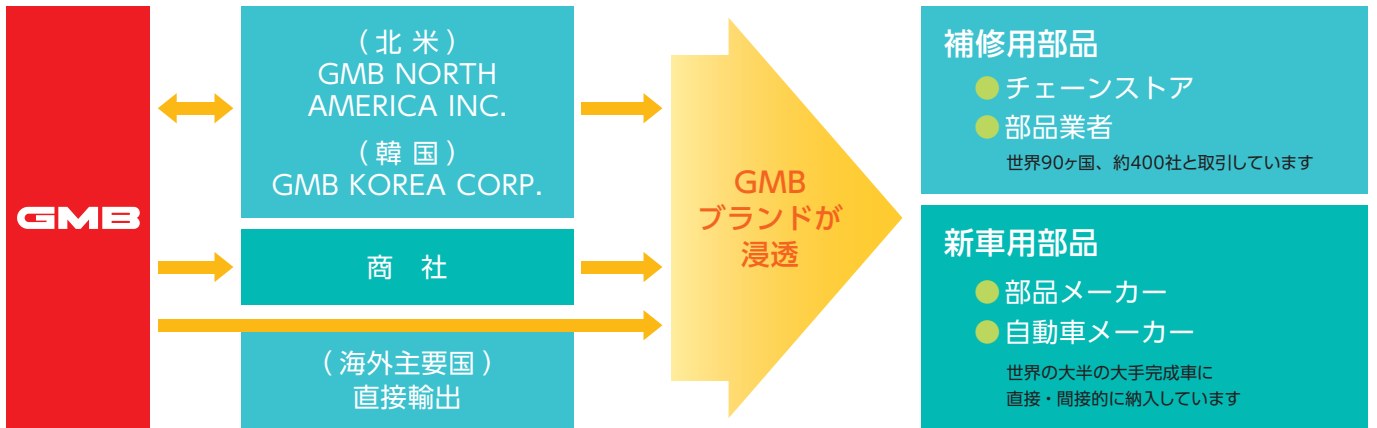 GMB
（北 米）
GMB NORTH
AMERICA INC.
（韓 国）
GMB KOREA CORP.
商 社
（海外主要国）
直接輸出
GMB
ブランドが
浸透
補修用部品
●チェーンストア
●部品業者
世界90ヶ国、約400社と取引しています
新車用部品
●部品メーカー
●自動車メーカー
世界の大半の大手完成車に
直接・間接的に納入しています